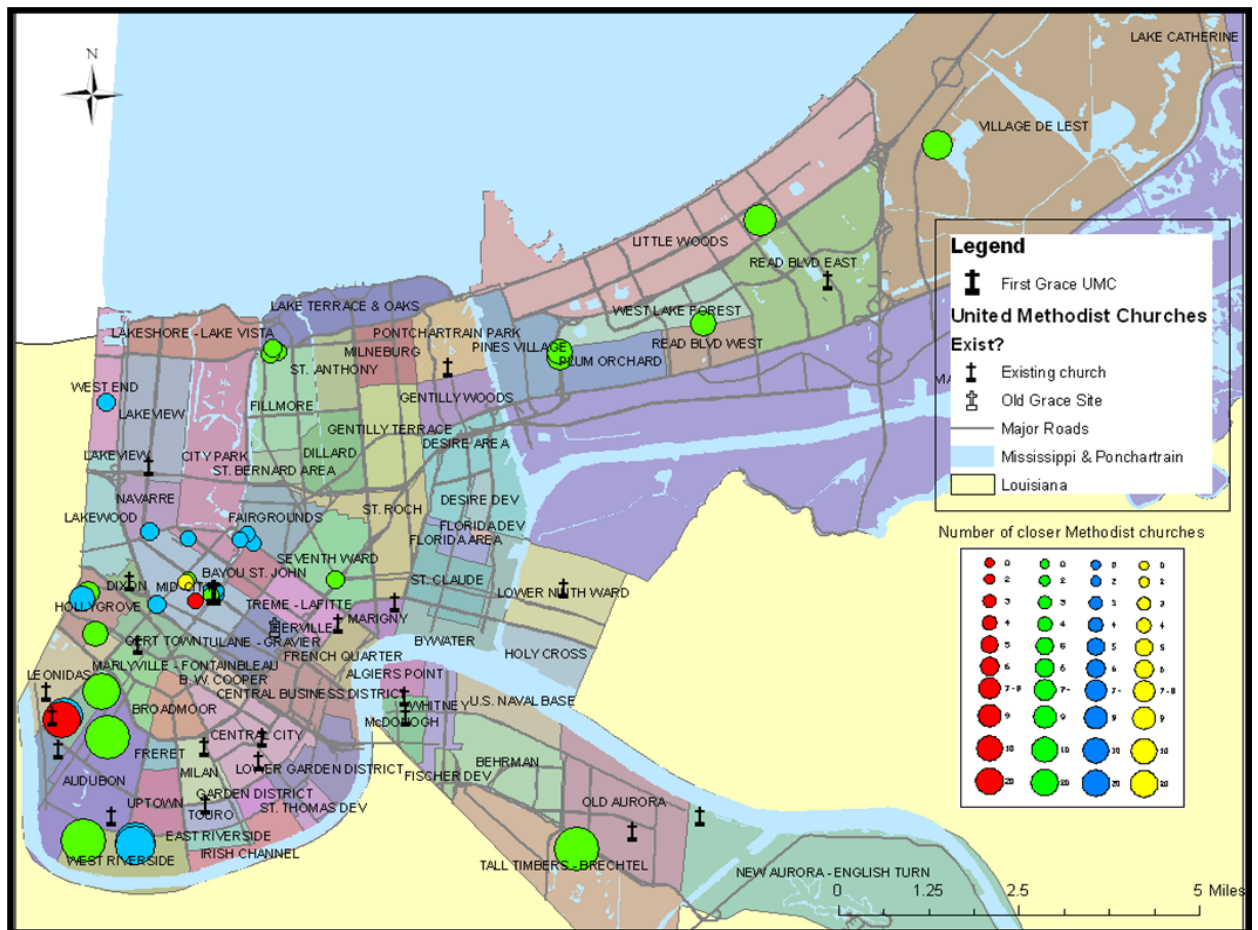 N
LAKE CATHERINE
VILLAGE DE LEST
LITTLE WOODS
READ BLVD EAST
LAKE TERRACE & OAKS
WEST LAKE FOREST
LAKESHORE - LAKE VISTA
PONTCHARTRAIN PARK
PINES VILLAGE
READ BLVD WEST
MILNEBURG
PLUM ORCHARD
ST. ANTHONY
WEST END
LAKEVIEW
FILLMORE
GENTILLY WOODS
GENTILLY TERRACE
DESIRE AREA
LAKEVIEW
CITY PARK
DILLARD
ST. BERNARD AREA
NAVARRE
DESIRE DEV
LAKEWOOD
FAIRGROUNDS
ST. ROCH
FLORIDA DEV
FLORIDA AREA
SEVENTH WARD
DIXON
MID-CITY
BAYOU ST. JOHN
ST. CLAUDE
LOWER NINTH WARD
HOLLYGROVE
TREME - LAFITTE
MARIGNY
GERT TOWN
TULANE - GRAVIER
BYWATER
HOLY CROSS
FRENCH QUARTER
MARLYVILLE - FONTAINBLEAU
LEONIDAS
B. W. COOPER
ALGIERS POINT
CENTRAL BUSINESS DISTRICT
WHITNEY
U.S. NAVAL BASE
BROADMOOR
McDONOGH
CENTRAL CITY
FRERET
MILAN
LOWER GARDEN DISTRICT
BEHRMAN
FISCHER DEV
AUDUBON
GARDEN DISTRICT
UPTOWN
ST. THOMAS DEV
TOURO
OLD AURORA
EAST RIVERSIDE
IRISH CHANNEL
WEST RIVERSIDE
TALL TIMBERS - BRECHTEL
NEW AURORA - ENGLISH TURN
Legend
First Grace UMC
United Methodist Churches
Exist?
Existing church
Old Grace Site
Major Roads
Mississippi & Ponchartrain
Louisiana
Number of closer Methodist churches
0 0 0 0
2 2 2 2
3 3 3 3
4 4 4 4
5 5 5 5
6 6 6 6
7 - 8 7 - 7 - 7 - 8
9 9 9 9
10 10 10 10
20 20 20 20
0 1.25 2.5 5 Miles